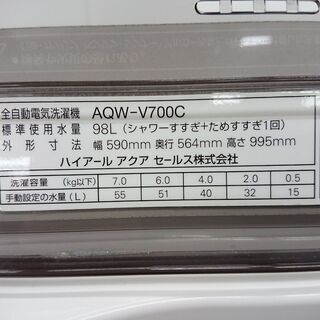 全自動電気洗濯機 AQW-V700C
標準使用水量 98L (シャワーすすぎ+ためすすぎ1回)
外形寸法 幅 590mm 奥行 564mm 高さ 995mm
ハイアール アクア セールス株式会社
洗濯容量 (kg以下) 7.0 6.0 4.0 2.0 0.5
手動設定の水量 (L) 55 51 40 32 15